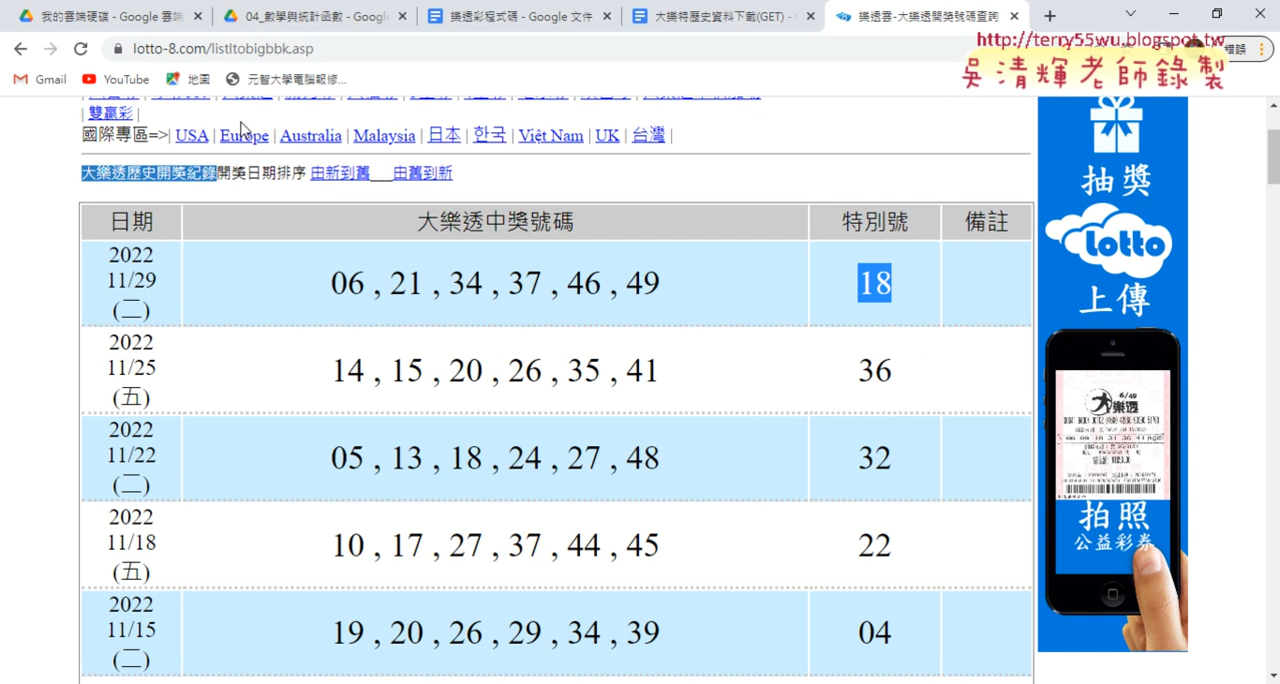 我的雲端硬碟 - Google 雲端
04_數學與統計函數 - Google
樂透彩程式碼 - Google 文件
大樂特歷史資料下載(GET) -
樂透雲-大樂透開獎號碼查詢
lotto-8.com/listltobigbbk.asp
http://terry55wu.blogspot.tw
吳清輝老師錄製
錯誤
Gmail
YouTube
地圖
元智大學電腦報修...
| 雙贏彩 |
國際專區=>| USA | Europe | Australia | Malaysia | 日本 | 한국 | Việt Nam | UK | 台灣 |
大樂透歷史開獎紀錄開獎日期排序 由新到舊___由舊到新
日期 大樂透中獎號碼 特別號 備註
2022
11/29
(二)
06 , 21 , 34 , 37 , 46 , 49 18
2022
11/25
(五)
14 , 15 , 20 , 26 , 35 , 41 36
2022
11/22
(二)
05 , 13 , 18 , 24 , 27 , 48 32
2022
11/18
(五)
10 , 17 , 27 , 37 , 44 , 45 22
2022
11/15
(二)
19 , 20 , 26 , 29 , 34 , 39 04
抽獎
lotto
上傳
6/49
大樂透
拍照
公益彩券